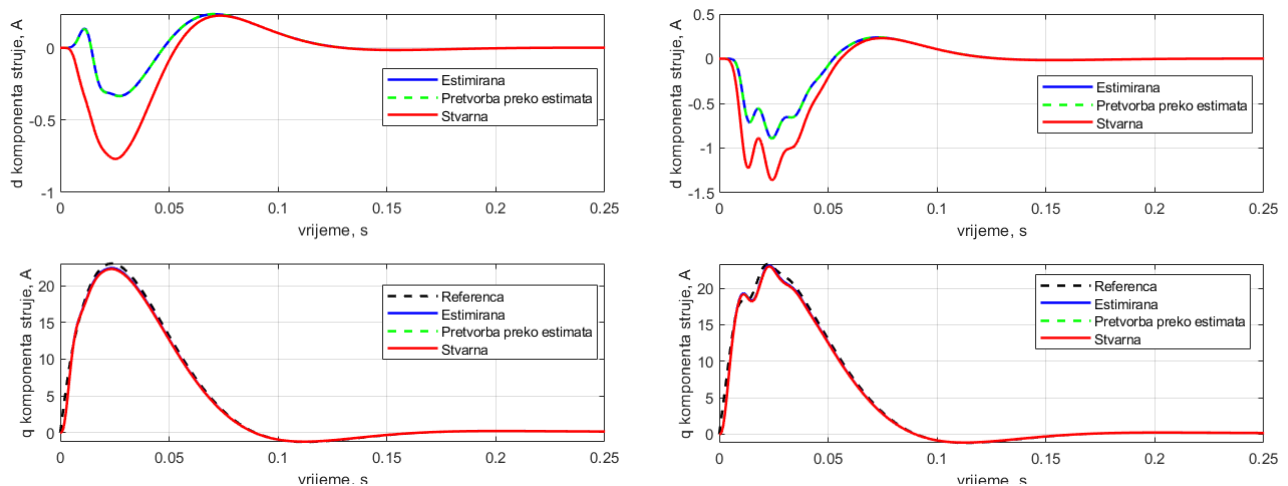 d komponenta struje, A
0
-0.5
-1
0 0.05 0.1 0.15 0.2 0.25
vrijeme, s
Estimirana
Pretvorba preko estimata
Stvarna
d komponenta struje, A
0.5
0
-0.5
-1
-1.5
0 0.05 0.1 0.15 0.2 0.25
vrijeme, s
Estimirana
Pretvorba preko estimata
Stvarna
q komponenta struje, A
20
15
10
5
0
0 0.05 0.1 0.15 0.2 0.25
vrijeme, s
Referenca
Estimirana
Pretvorba preko estimata
Stvarna
q komponenta struje, A
20
15
10
5
0
0 0.05 0.1 0.15 0.2 0.25
vrijeme, s
Referenca
Estimirana
Pretvorba preko estimata
Stvarna